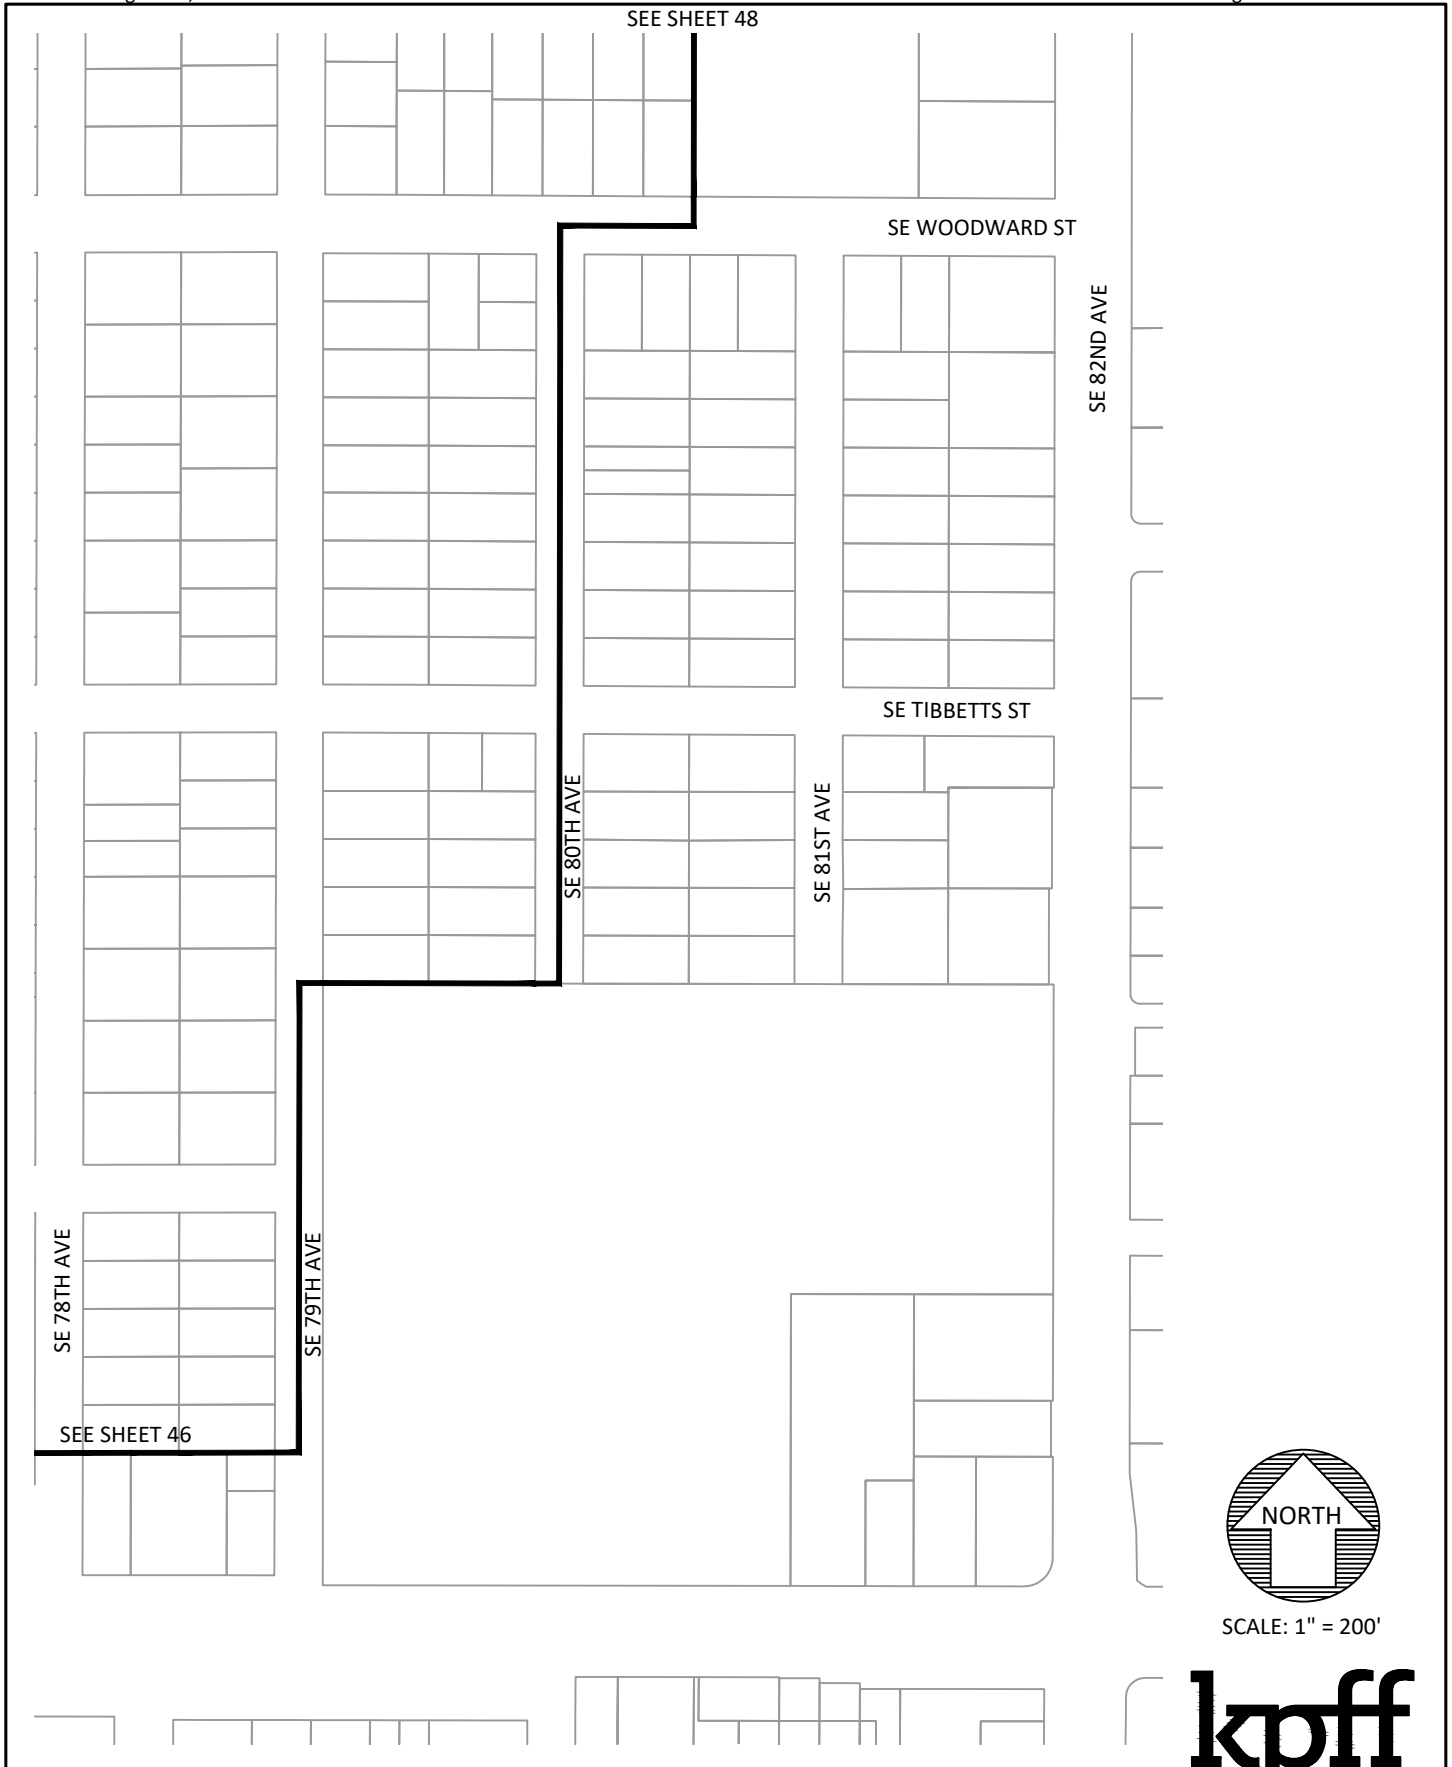 SEE SHEET 48
SE WOODWARD ST
SE 82ND AVE
SE TIBBETTS ST
SE 80TH AVE
SE 81ST AVE
SE 78TH AVE
SE 79TH AVE
SEE SHEET 46
NORTH
SCALE: 1" = 200'
kpff